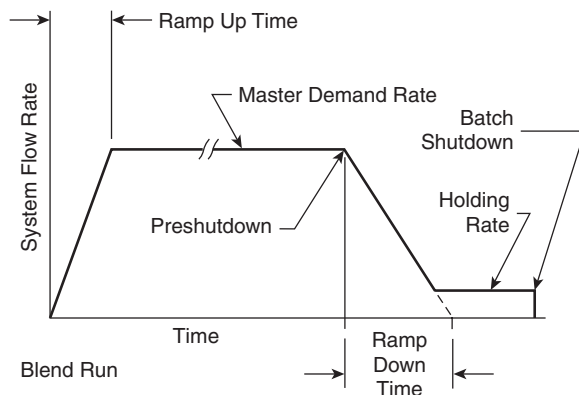 Ramp Up Time
System Flow Rate
Master Demand Rate
Batch
Shutdown
Preshutdown
Holding
Rate
Time
Ramp
Down
Time
Blend Run